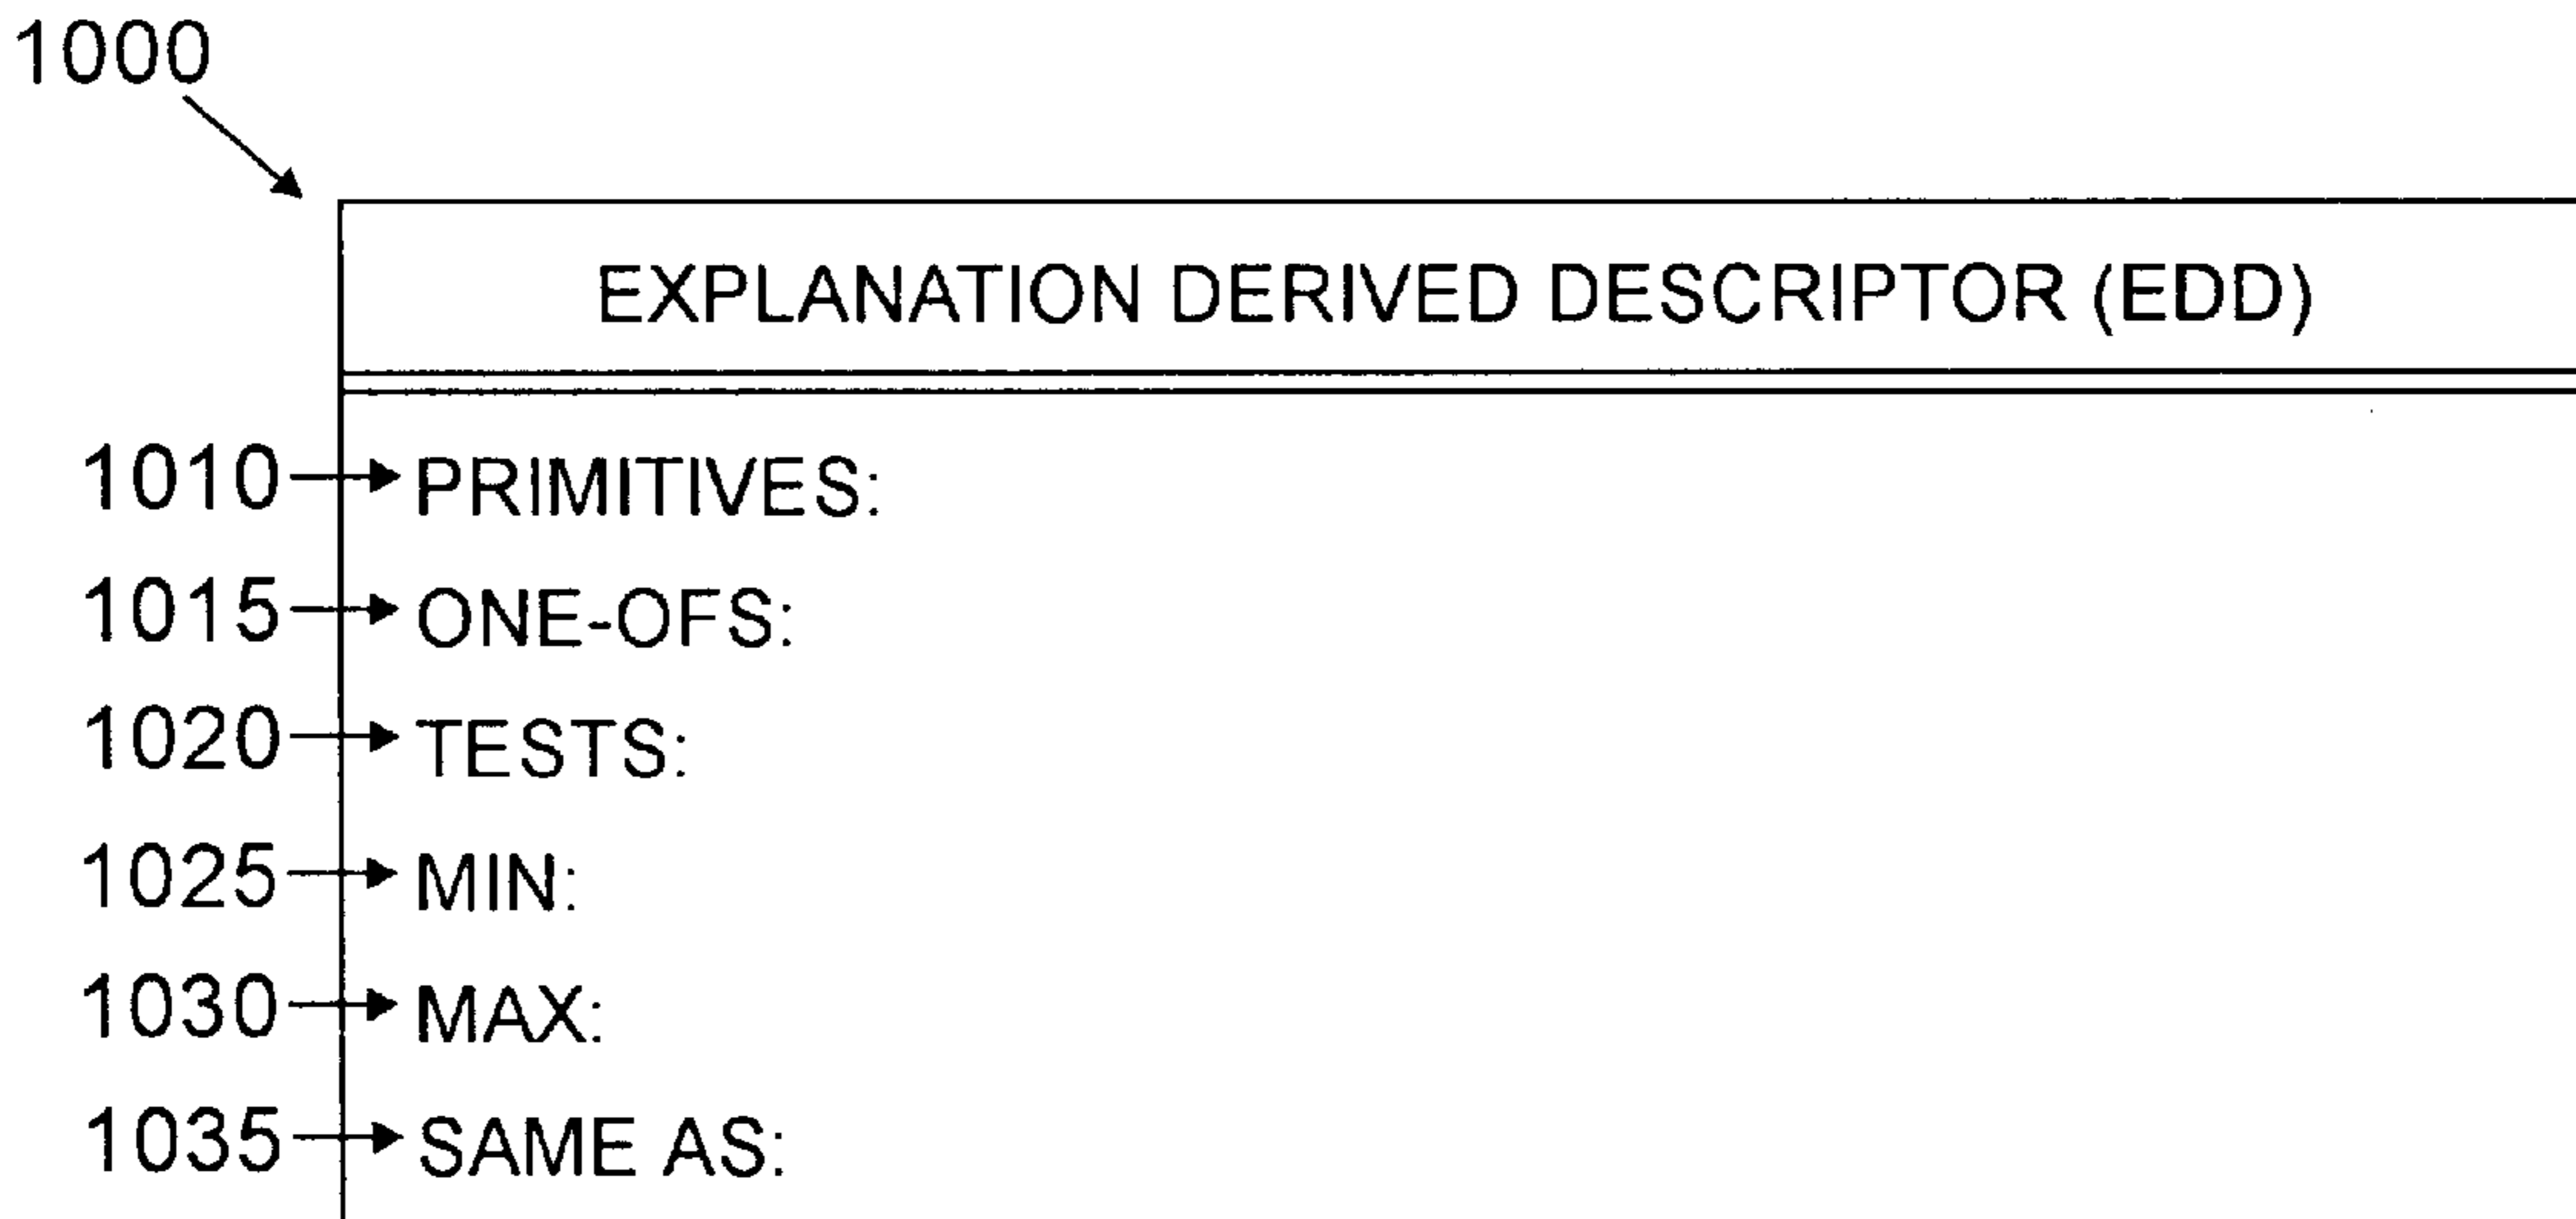 1000
EXPLANATION DERIVED DESCRIPTOR (EDD)
1010 PRIMITIVES:
1015 ONE-OFS:
1020 TESTS:
1025 MIN:
1030 MAX:
1035 SAME AS: